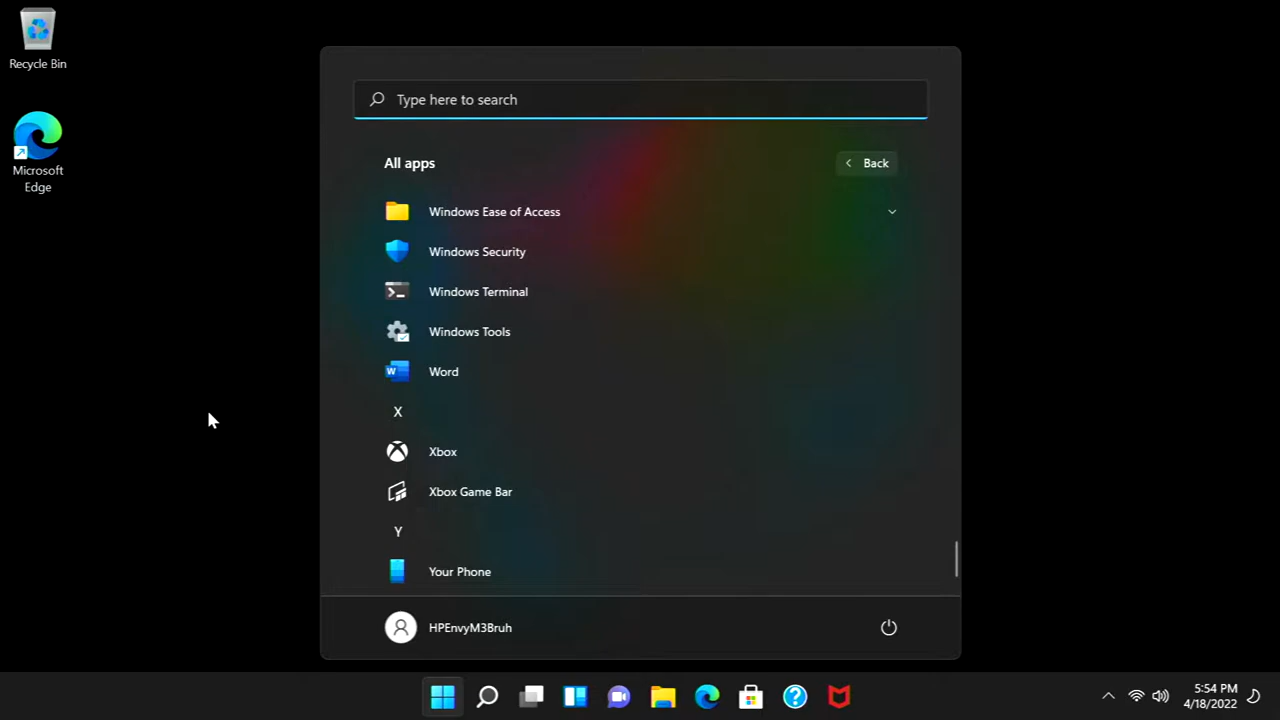 Recycle Bin
Microsoft
Edge
Type here to search
All apps
Back
Windows Ease of Access
Windows Security
Windows Terminal
Windows Tools
Word
X
Xbox
Xbox Game Bar
Y
Your Phone
HPEnvyM3Bruh
5:54 PM
4/18/2022